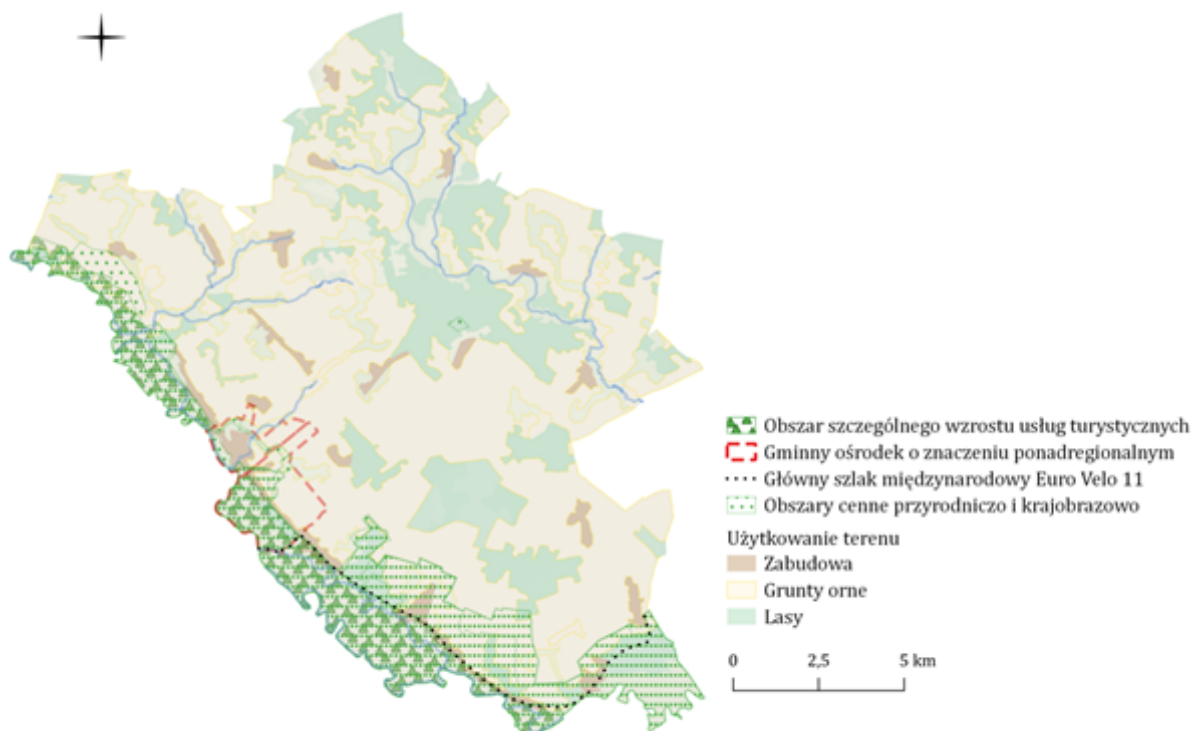 Obszar szczególnego wzrostu usług turystycznych
Gminny ośrodek o znaczeniu ponadregionalnym
Główny szlak międzynarodowy Euro Velo 11
Obszary cenne przyrodniczo i krajobrazowo
Użytkowanie terenu
Zabudowa
Grunty orne
Lasy
0 2,5 5 km